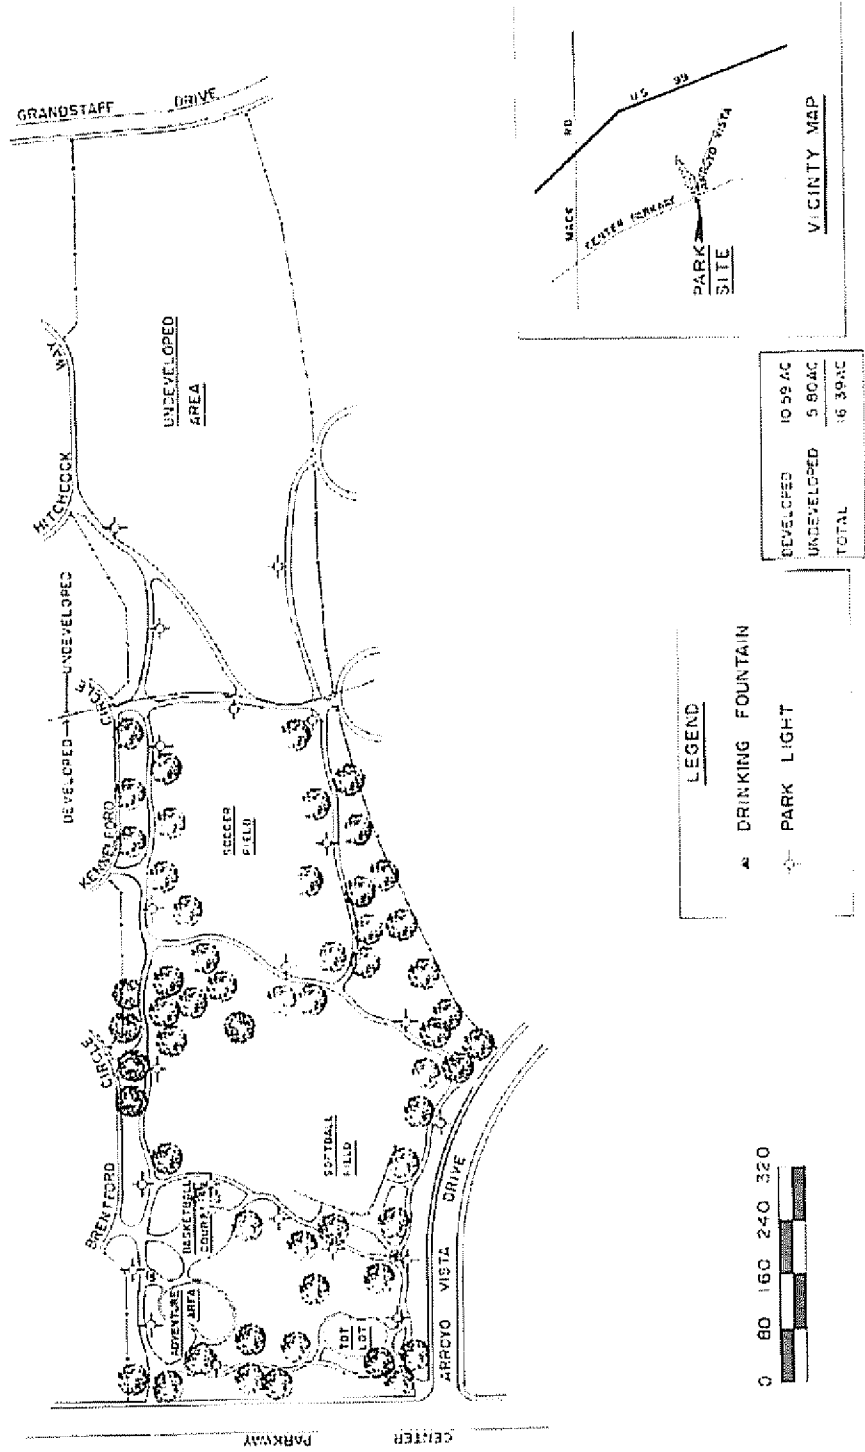 GRANDSTAFF DRIVE
HITCHCOCK WAY
UNDEVELOPED
AREA
DEVELOPED
UNDEVELOPED
KENNELFORD CIRCLE
SOCCER
FIELD
BRENTFORD CIRCLE
SOFTBALL
FIELD
BASKETBALL
ADVENTURE
AREA
TOT
LOT
ARROYO VISTA DRIVE
CENTER PARKWAY
MACK RD
U S 99
CENTER PARKWAY
ARROYO VISTA
PARK
SITE
VICINTY MAP
DEVELOPED 10 59 AC
UNDEVELOPED 5 80 AC
TOTAL 16 39 AC
LEGEND
DRINKING FOUNTAIN
PARK LIGHT
0 80 160 240 320